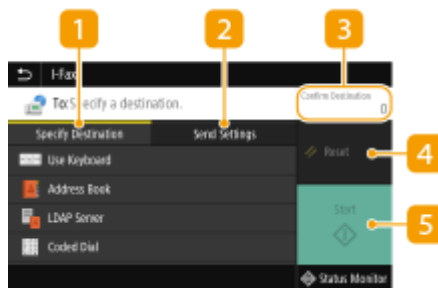 1
2
3
I-Fax
To: Specify a destination.
Confirm Destination
0
Specify Destination
Send Settings
Use Keyboard
Reset
4
Address Book
LDAP Server
Start
5
Coded Dial
Status Monitor